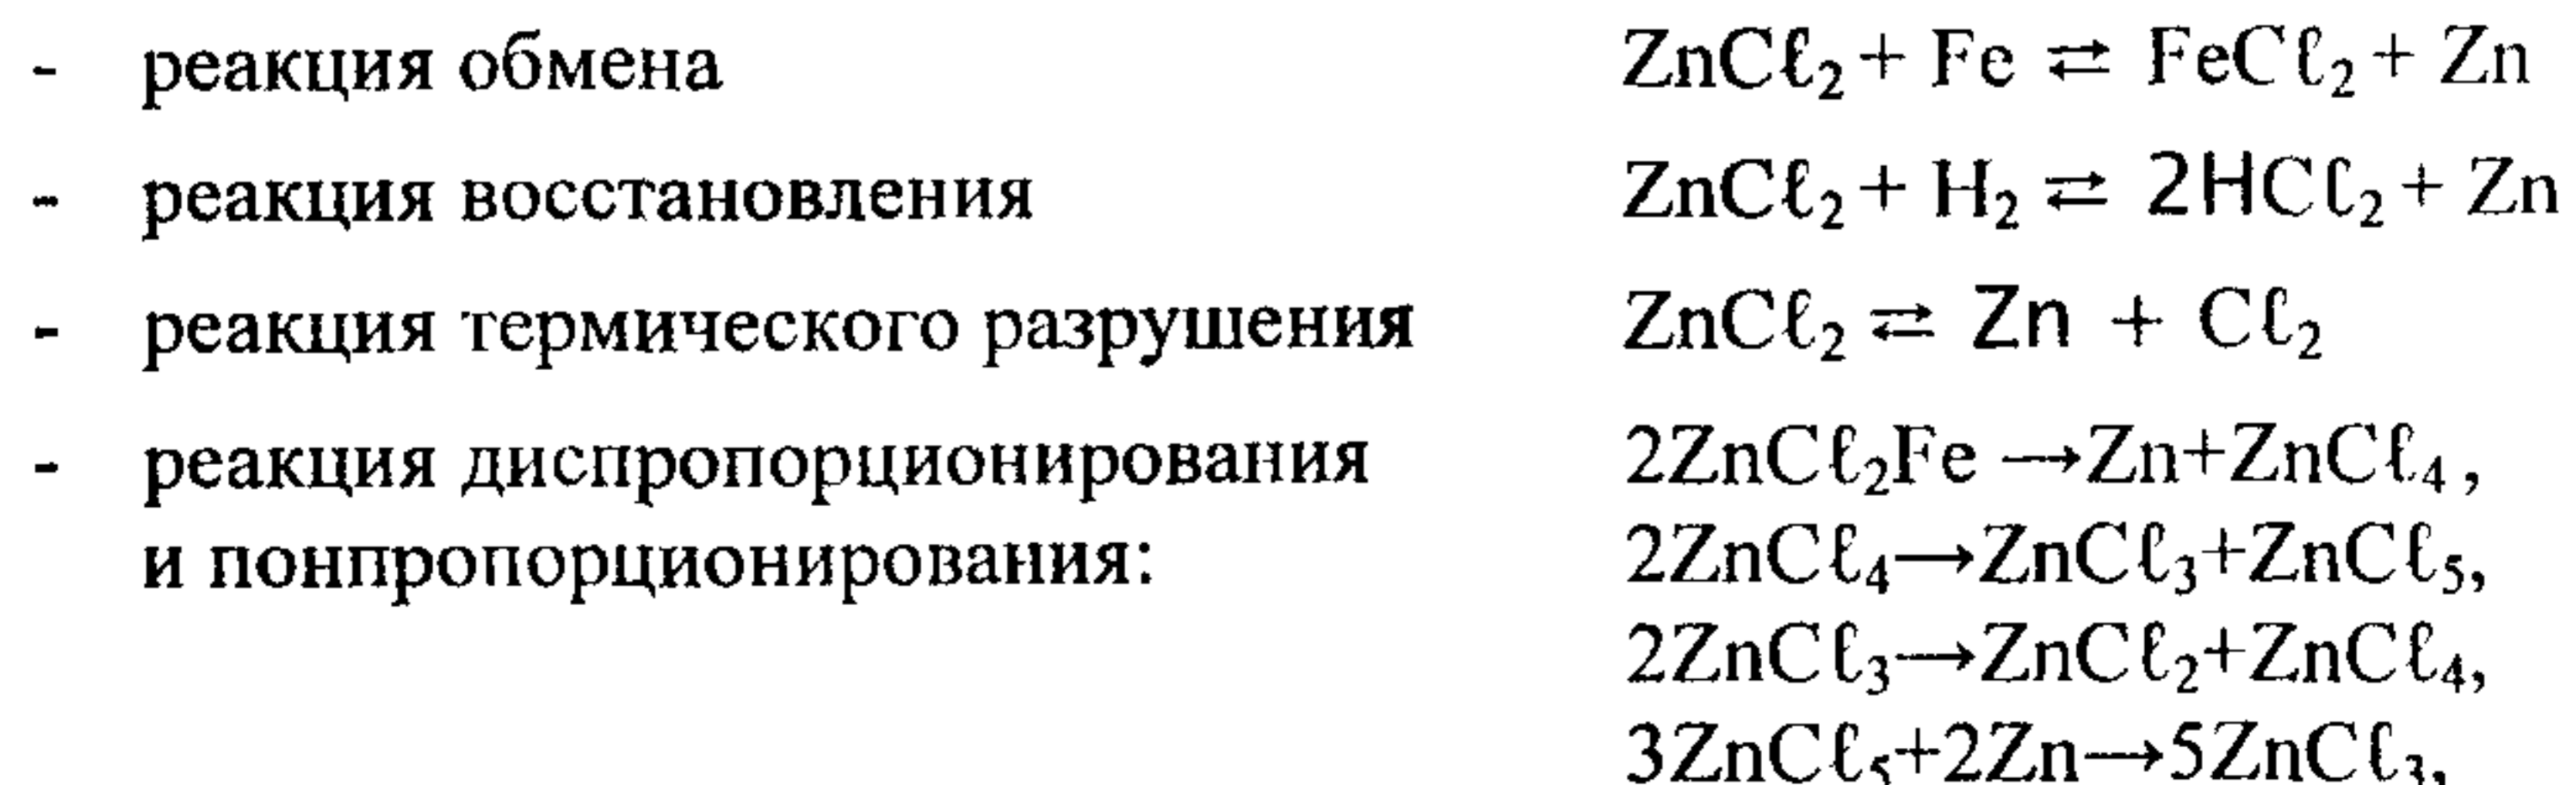 - реакция обмена ZnCℓ₂ + Fe ⇄ FeCℓ₂ + Zn
- реакция восстановления ZnCℓ₂ + H₂ ⇄ 2HCℓ₂ + Zn
- реакция термического разрушения ZnCℓ₂ ⇄ Zn + Cℓ₂
- реакция диспропорционирования 2ZnCℓ₂Fe →Zn+ZnCℓ₄,
и понпропорционирования: 2ZnCℓ₄→ZnCℓ₃+ZnCℓ₅,
2ZnCℓ₃→ZnCℓ₂+ZnCℓ₄,
3ZnCℓ₅+2Zn→5ZnCℓ₃,